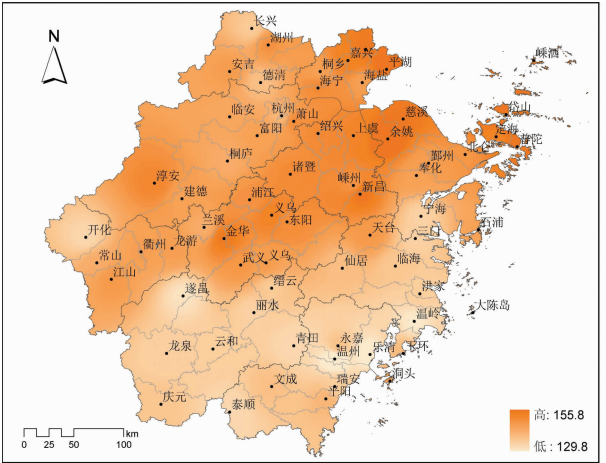 长兴
湖州
嘉兴
平湖
嵊泗
安吉
德清
桐乡
海宁
海盐
岱山
定海
普陀
临安
杭州
萧山
慈溪
富阳
绍兴
上虞
余姚
北仑
鄞州
桐庐
诸暨
奉化
淳安
嵊州
新昌
建德
浦江
义乌
东阳
宁海
石浦
开化
兰溪
金华
天台
三门
衢州
龙游
常山
江山
武义
义乌
仙居
临海
遂昌
缙云
洪家
丽水
大陈岛
温岭
龙泉
云和
青田
永嘉
温州
乐清
玉环
洞头
文成
瑞安
平阳
庆元
泰顺
N
0 25 50 100
km
高: 155.8
低: 129.8